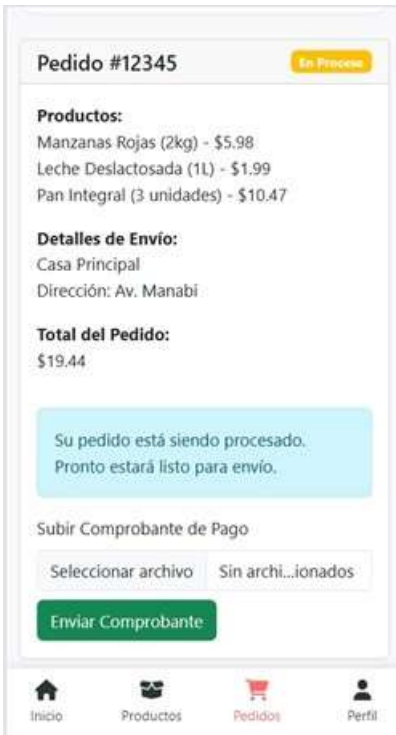 Pedido #12345
En Proceso
Productos:
Manzanas Rojas (2kg) - $5.98
Leche Deslactosada (1L) - $1.99
Pan Integral (3 unidades) - $10.47
Detalles de Envío:
Casa Principal
Dirección: Av. Manabi
Total del Pedido:
$19.44
Su pedido está siendo procesado.
Pronto estará listo para envío.
Subir Comprobante de Pago
Seleccionar archivo Sin archi...ionados
Enviar Comprobante
Inicio Productos Pedidos Perfil